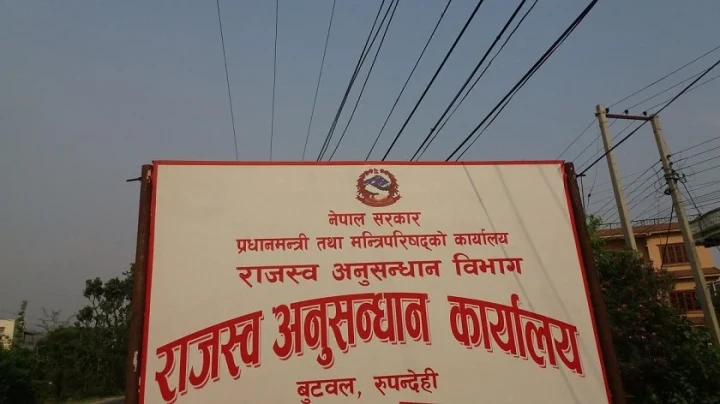 नेपाल सरकार
प्रधानमन्त्री तथा मन्त्रिपरिषद्को कार्यालय
राजस्व अनुसन्धान विभाग
राजस्व अनुसन्धान कार्यालय
बुटवल, रुपन्देही